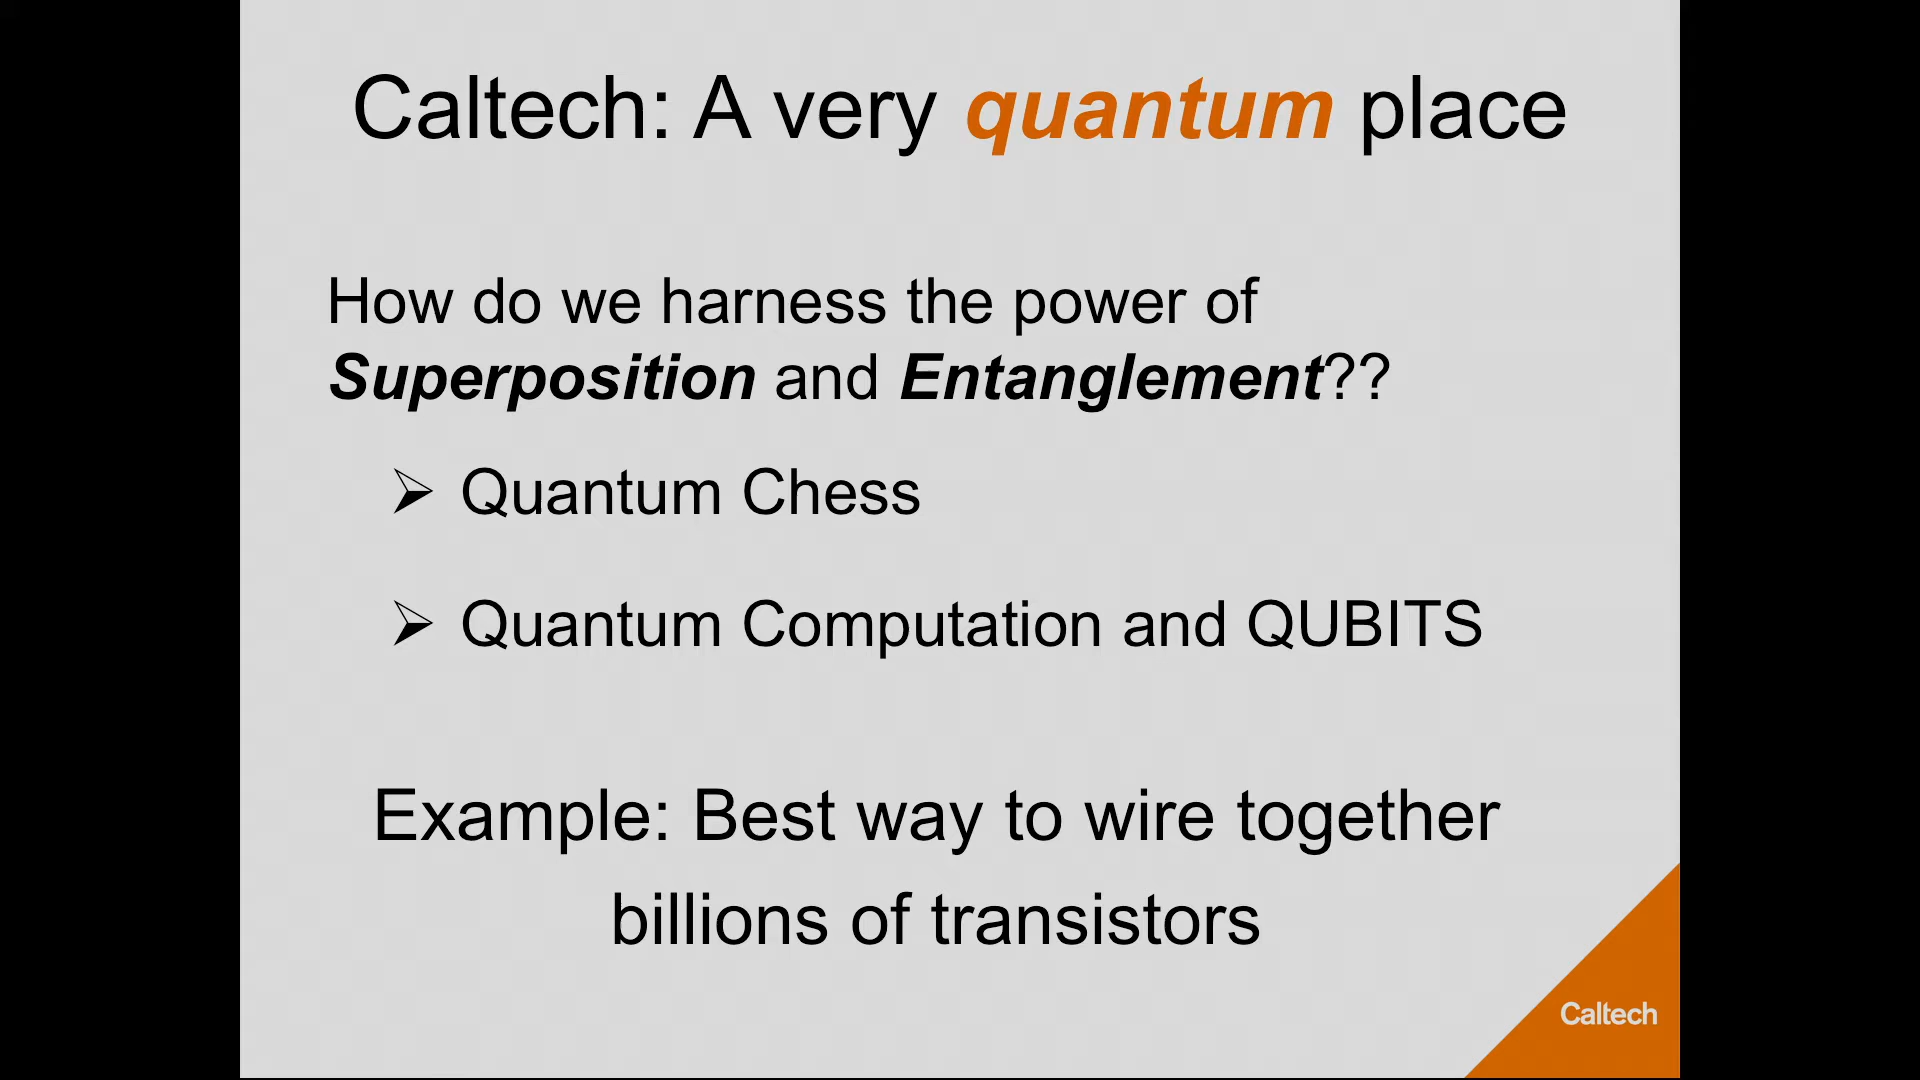 Caltech: A very quantum place
How do we harness the power of
Superposition and Entanglement??
➢ Quantum Chess
➢ Quantum Computation and QUBITS
Example: Best way to wire together
billions of transistors
Caltech